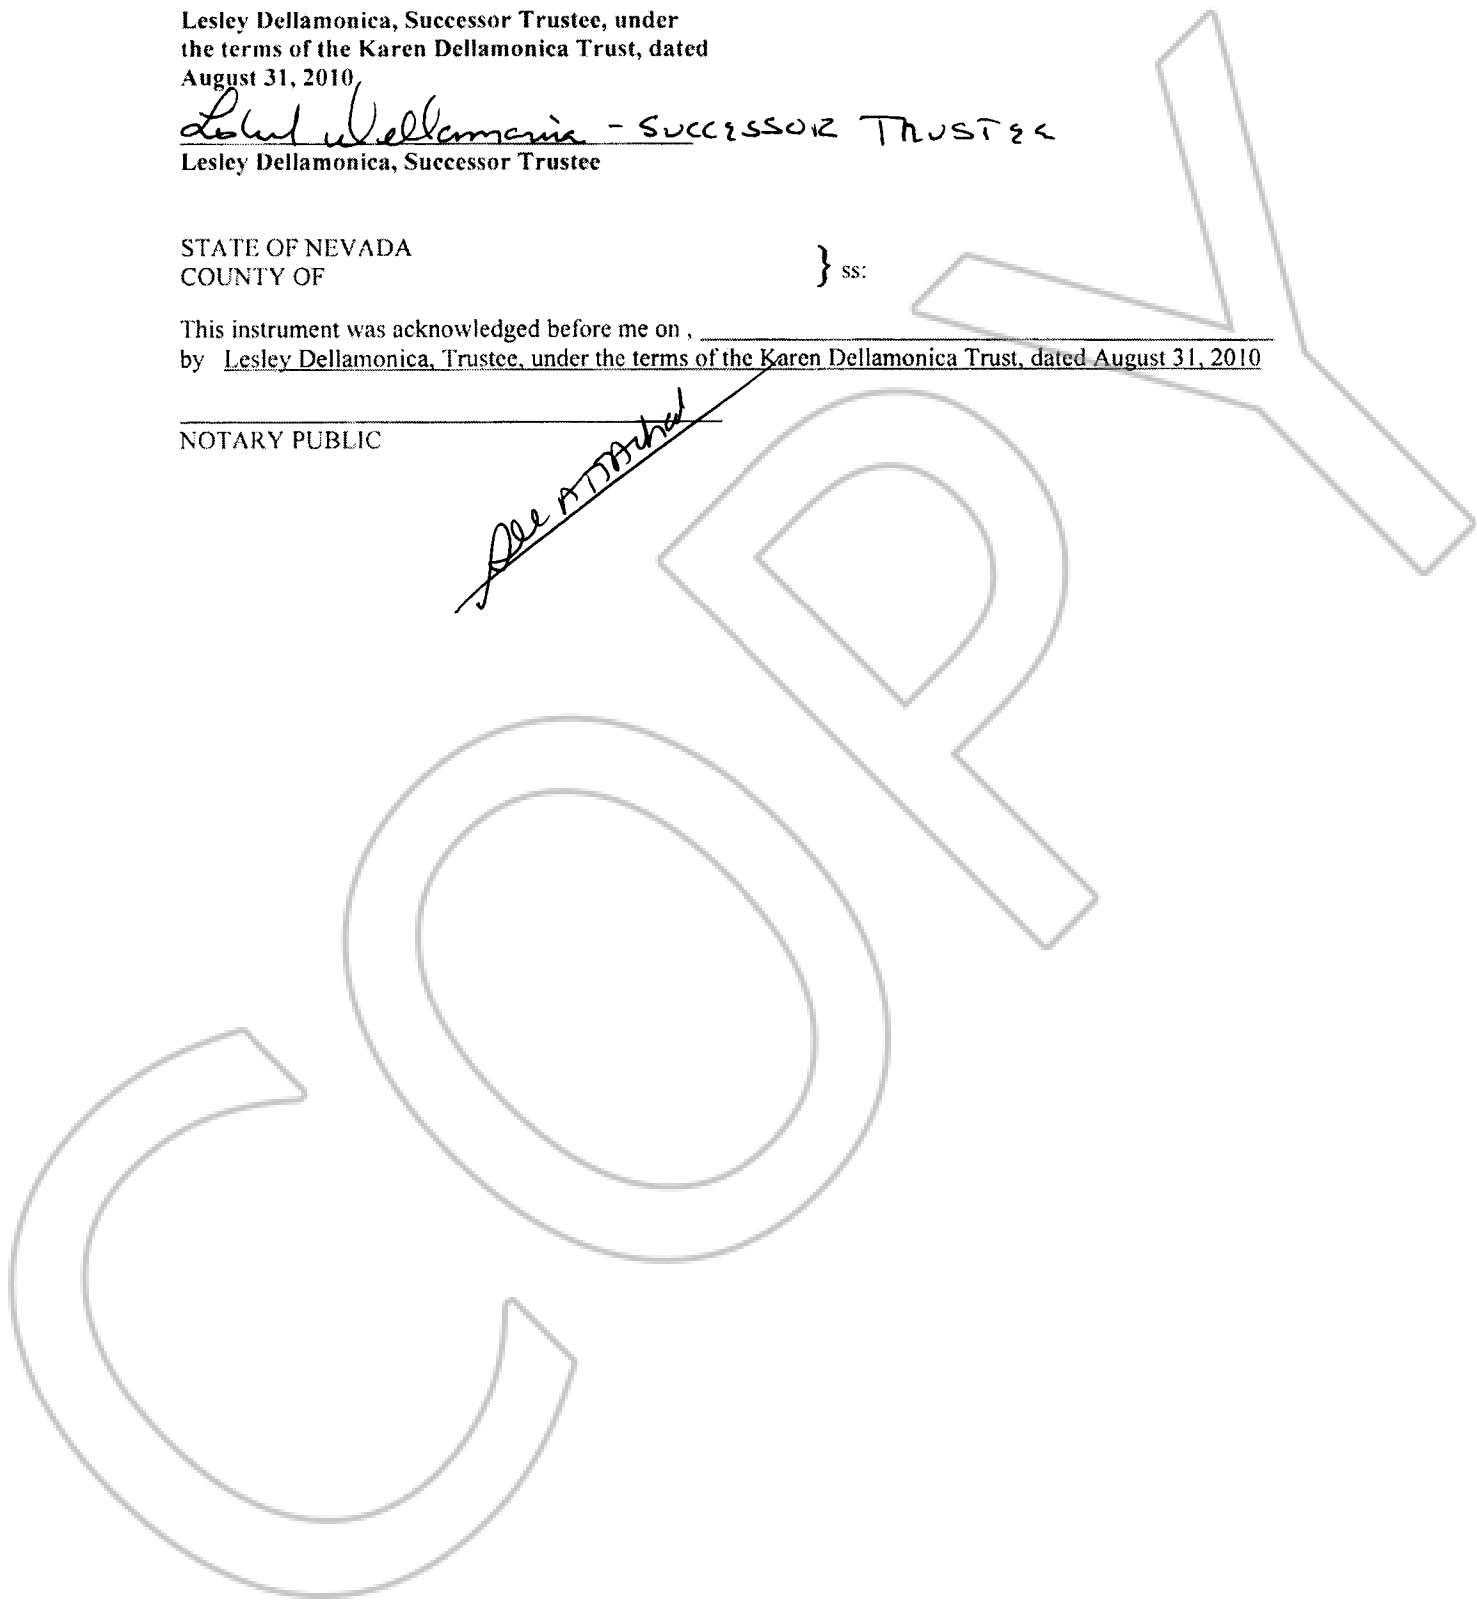 Lesley Dellamonica, Successor Trustee, under
the terms of the Karen Dellamonica Trust, dated
August 31, 2010
Dellamonica - SUCCESSOR TRUSTEE
Lesley Dellamonica, Successor Trustee
STATE OF NEVADA
COUNTY OF
} ss:
This instrument was acknowledged before me on ,
by Lesley Dellamonica, Trustee, under the terms of the Karen Dellamonica Trust, dated August 31, 2010
NOTARY PUBLIC
See Attached
COPY